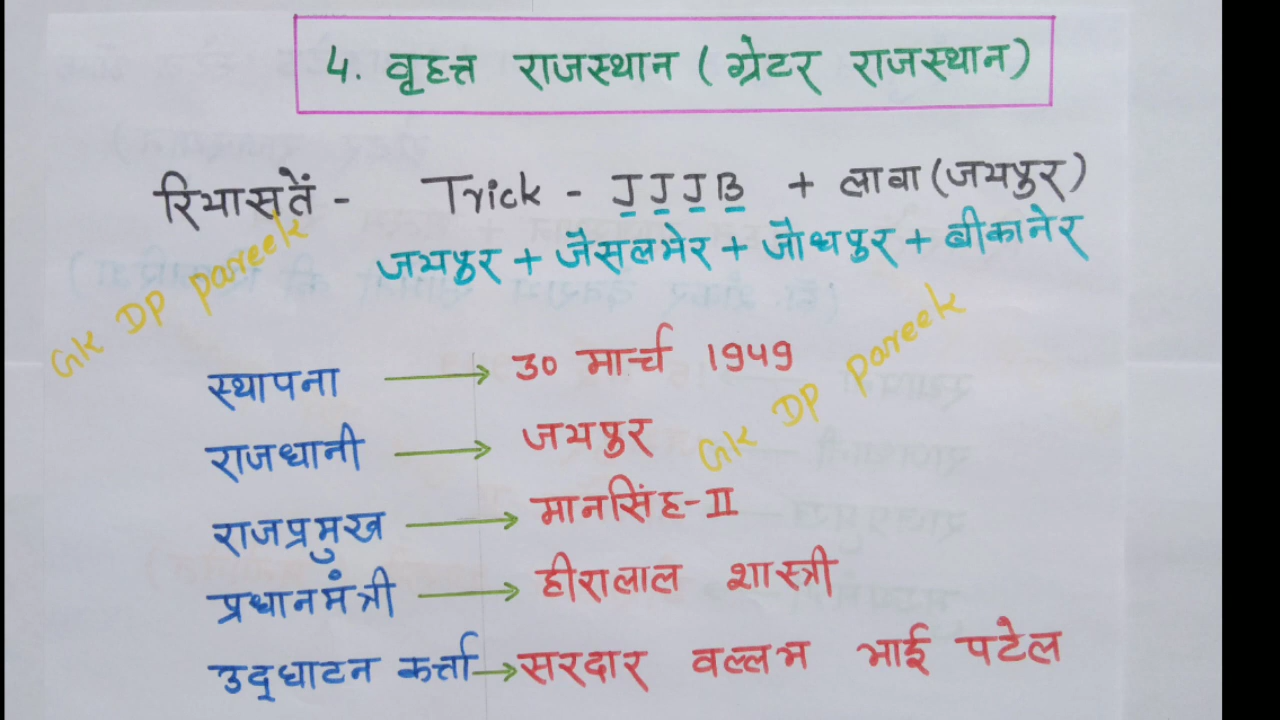 4. वृहत्त राजस्थान (ग्रेटर राजस्थान)
रियासतें - Trick - J J J B + लावा (जयपुर)
जयपुर + जैसलमेर + जोधपुर + बीकानेर
GK DP pareek
स्थापना → 30 मार्च 1949
GK DP pareek
राजधानी → जयपुर
राजप्रमुख → मानसिंह-II
प्रधानमंत्री → हीरालाल शास्त्री
उद्घाटन कर्त्ता → सरदार वल्लभ भाई पटेल